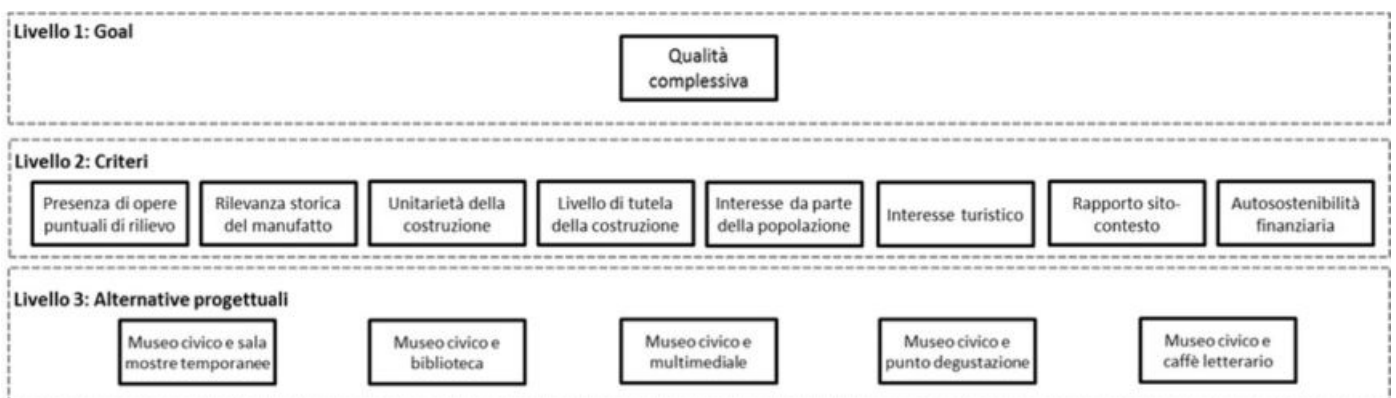 Livello 1: Goal
Qualità
complessiva
Livello 2: Criteri
Presenza di opere
puntuali di rilievo
Rilevanza storica
del manufatto
Unitarietà della
costruzione
Livello di tutela
della costruzione
Interesse da parte
della popolazione
Interesse turistico
Rapporto sito-
contesto
Autosostenibilità
finanziaria
Livello 3: Alternative progettuali
Museo civico e sala
mostre temporanee
Museo civico e
biblioteca
Museo civico e
multimediale
Museo civico e
punto degustazione
Museo civico e
caffè letterario